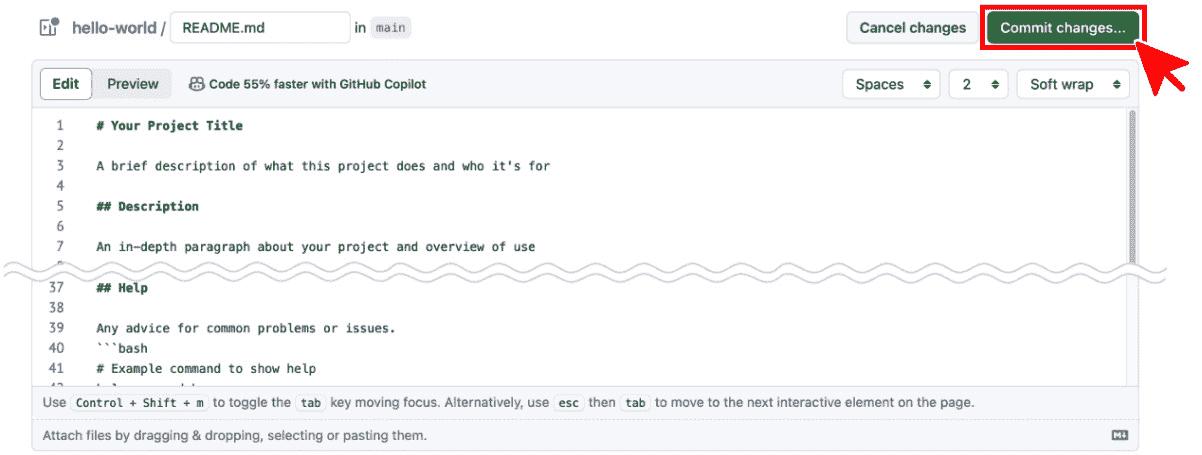 hello-world / README.md in main Cancel changes Commit changes...
Edit Preview Code 55% faster with GitHub Copilot Spaces 2 Soft wrap
1 # Your Project Title
2
3 A brief description of what this project does and who it's for
4
5 ## Description
6
7 An in-depth paragraph about your project and overview of use
37 ## Help
38
39 Any advice for common problems or issues.
40 ```bash
41 # Example command to show help
Use Control + Shift + m to toggle the tab key moving focus. Alternatively, use esc then tab to move to the next interactive element on the page.
Attach files by dragging & dropping, selecting or pasting them.